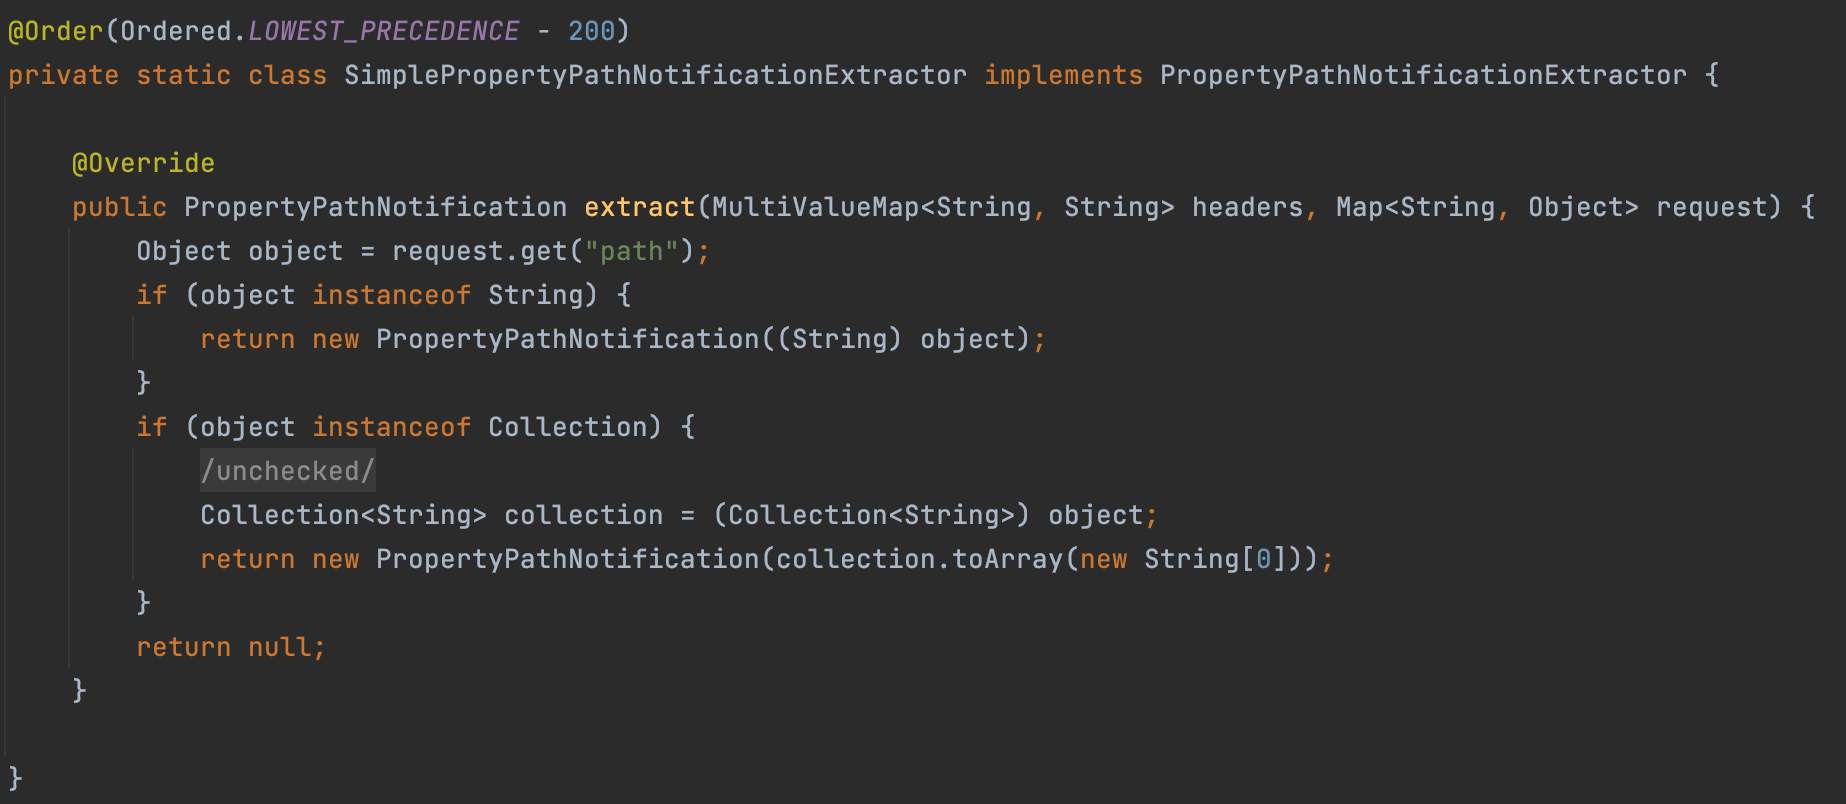 @Order(Ordered.LOWEST_PRECEDENCE - 200)
private static class SimplePropertyPathNotificationExtractor implements PropertyPathNotificationExtractor {
@Override
public PropertyPathNotification extract(MultiValueMap<String, String> headers, Map<String, Object> request) {
Object object = request.get("path");
if (object instanceof String) {
return new PropertyPathNotification((String) object);
}
if (object instanceof Collection) {
/unchecked/
Collection<String> collection = (Collection<String>) object;
return new PropertyPathNotification(collection.toArray(new String[0]));
}
return null;
}
}